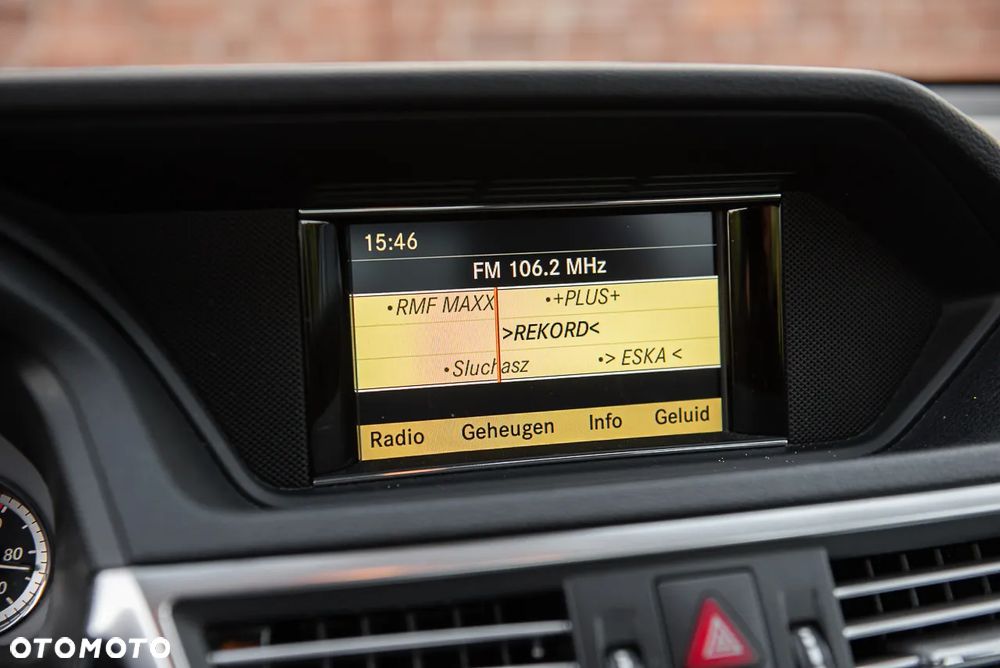 15:46
FM 106.2 MHz
•RMF MAXX •+PLUS+
>REKORD<
•Sluchasz •> ESKA <
Radio Geheugen Info Geluid
80
OTOMOTO